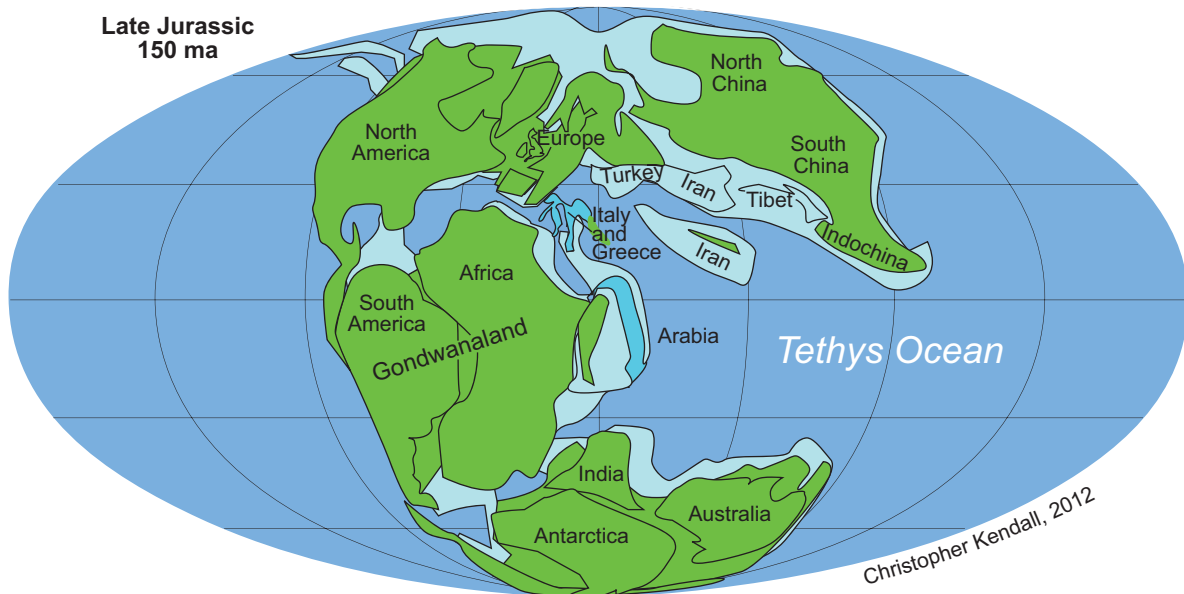 Late Jurassic
150 ma
North
China
North
America
Europe
South
China
Turkey
Iran
Tibet
Italy
and
Greece
Iran
Indochina
Africa
South
America
Gondwanaland
Arabia
Tethys Ocean
India
Australia
Antarctica
Christopher Kendall, 2012